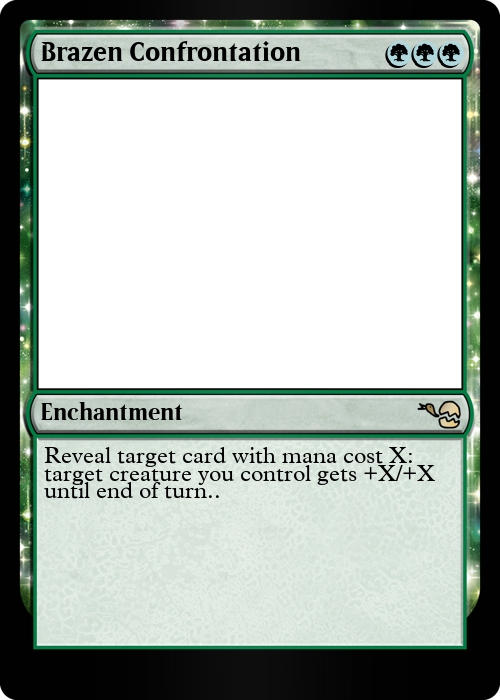 Brazen Confrontation
Enchantment
Reveal target card with mana cost X:
target creature you control gets +X/+X
until end of turn..